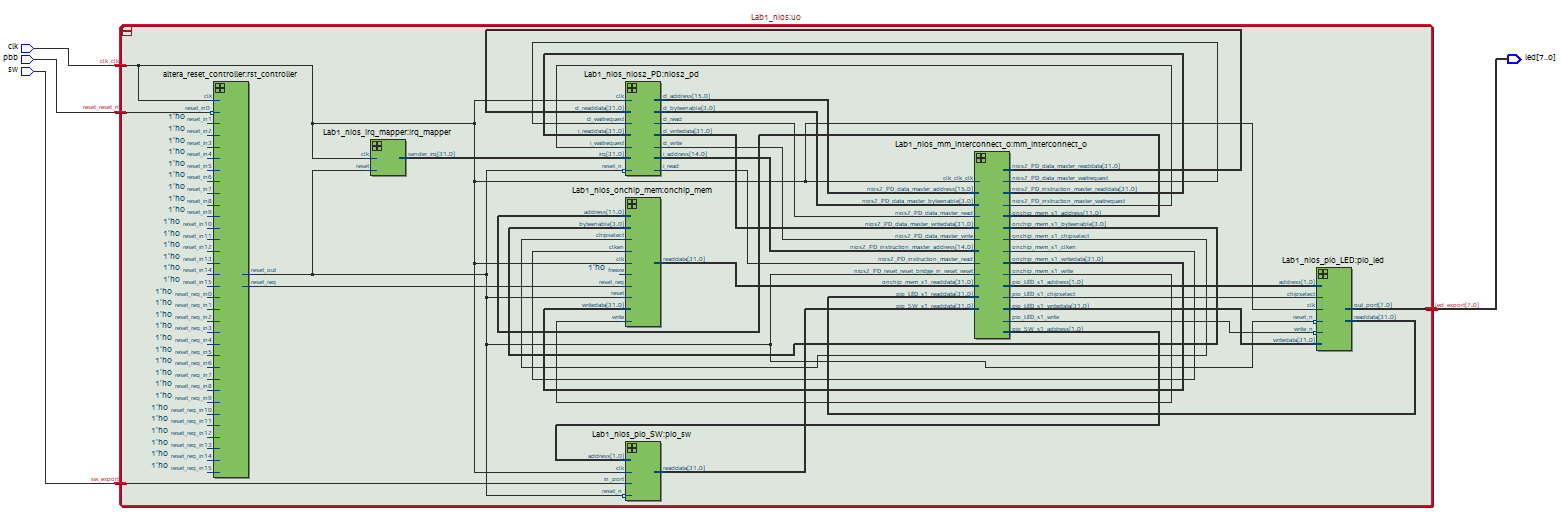 Lab1_nios:u0
clk
pbb
sw
clk_clk
reset_reset_n
sw_export
altera_reset_controller:rst_controller
clk
reset_in0
1'h0 reset_in1
1'h0 reset_in2
1'h0 reset_in3
1'h0 reset_in4
1'h0 reset_in5
1'h0 reset_in6
1'h0 reset_in7
1'h0 reset_in8
1'h0 reset_in9
1'h0 reset_in10
1'h0 reset_in11
1'h0 reset_in12
1'h0 reset_in13
1'h0 reset_in14
1'h0 reset_in15
1'h0 reset_req_in0
1'h0 reset_req_in1
1'h0 reset_req_in2
1'h0 reset_req_in3
1'h0 reset_req_in4
1'h0 reset_req_in5
1'h0 reset_req_in6
1'h0 reset_req_in7
1'h0 reset_req_in8
1'h0 reset_req_in9
1'h0 reset_req_in10
1'h0 reset_req_in11
1'h0 reset_req_in12
1'h0 reset_req_in13
1'h0 reset_req_in14
1'h0 reset_req_in15
reset_out
reset_req
Lab1_nios_irq_mapper:irq_mapper
clk
reset
sender_irq[31..0]
Lab1_nios_nios2_PD:nios2_pd
clk
d_readdata[31..0]
d_waitrequest
i_readdata[31..0]
i_waitrequest
irq[31..0]
reset_n
d_address[15..0]
d_byteenable[3..0]
d_read
d_writedata[31..0]
d_write
i_address[14..0]
i_read
Lab1_nios_onchip_mem:onchip_mem
address[11..0]
byteenable[3..0]
chipselect
clken
clk
1'h0 freeze
reset_req
reset
writedata[31..0]
write
readdata[31..0]
Lab1_nios_pio_SW:pio_sw
address[1..0]
clk
in_port
reset_n
readdata[31..0]
Lab1_nios_mm_interconnect_0:mm_interconnect_0
clk_clk_clk
nios2_PD_data_master_address[15..0]
nios2_PD_data_master_byteenable[3..0]
nios2_PD_data_master_read
nios2_PD_data_master_writedata[31..0]
nios2_PD_data_master_write
nios2_PD_instruction_master_address[14..0]
nios2_PD_instruction_master_read
nios2_PD_reset_reset_bridge_in_reset_reset
onchip_mem_s1_readdata[31..0]
pio_LED_s1_readdata[31..0]
pio_SW_s1_readdata[31..0]
nios2_PD_data_master_readdata[31..0]
nios2_PD_data_master_waitrequest
nios2_PD_instruction_master_readdata[31..0]
nios2_PD_instruction_master_waitrequest
onchip_mem_s1_address[11..0]
onchip_mem_s1_byteenable[3..0]
onchip_mem_s1_chipselect
onchip_mem_s1_clken
onchip_mem_s1_writedata[31..0]
onchip_mem_s1_write
pio_LED_s1_address[1..0]
pio_LED_s1_chipselect
pio_LED_s1_writedata[31..0]
pio_LED_s1_write
pio_SW_s1_address[1..0]
Lab1_nios_pio_LED:pio_led
address[1..0]
chipselect
clk
reset_n
write_n
writedata[31..0]
out_port[7..0]
readdata[31..0]
led_export[7..0]
led[7..0]